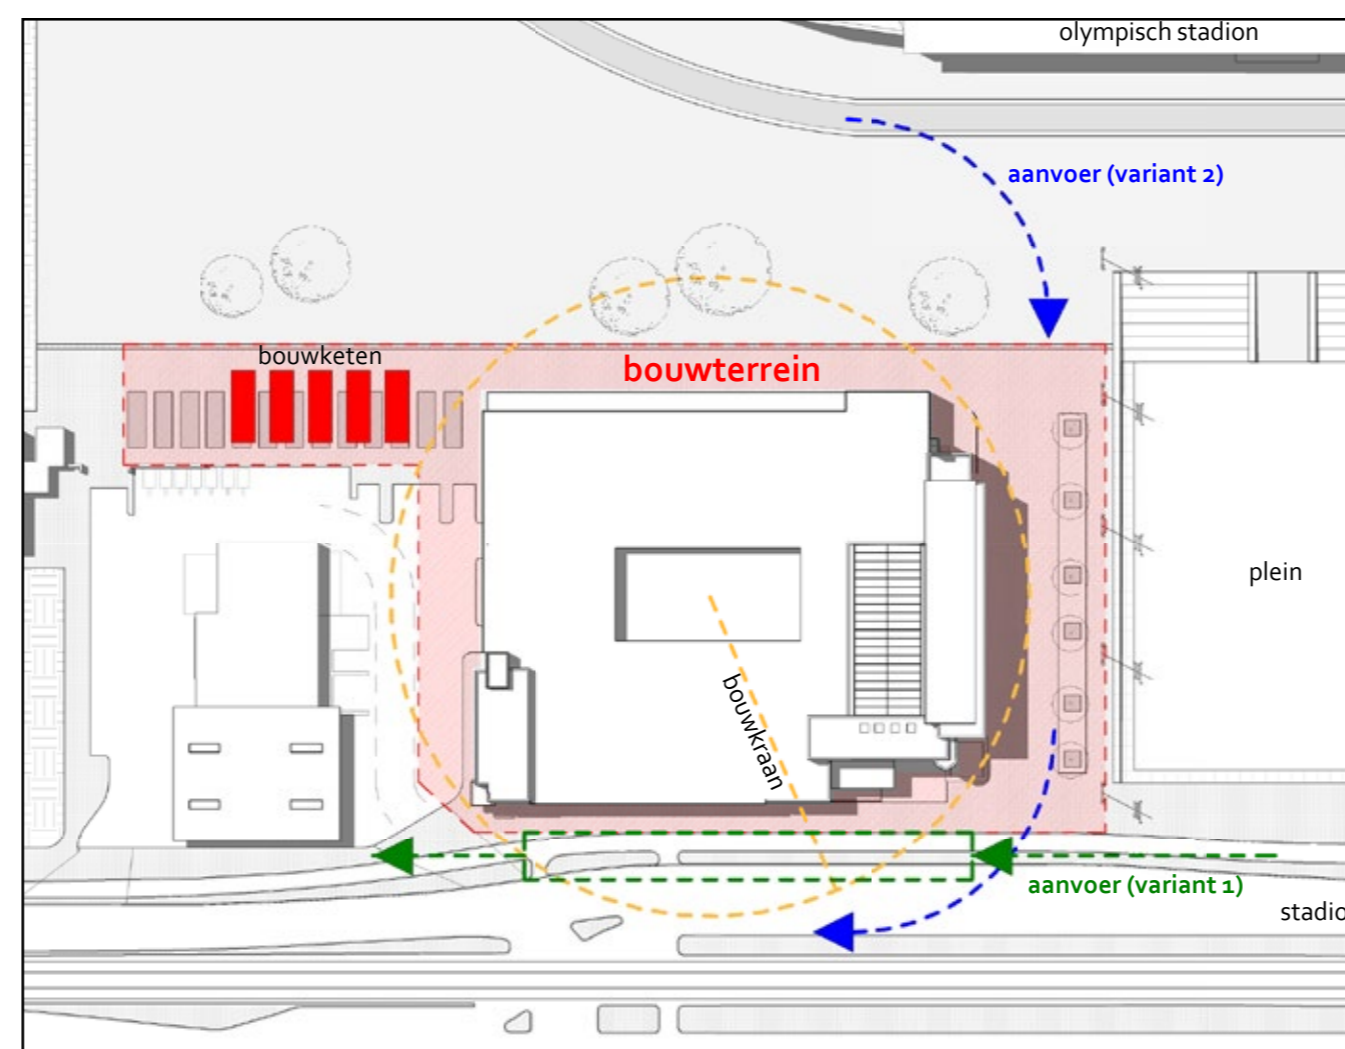 olympisch stadion
aanvoer (variant 2)
bouwketen
bouwterrein
plein
bouwkraan
aanvoer (variant 1)
stadio